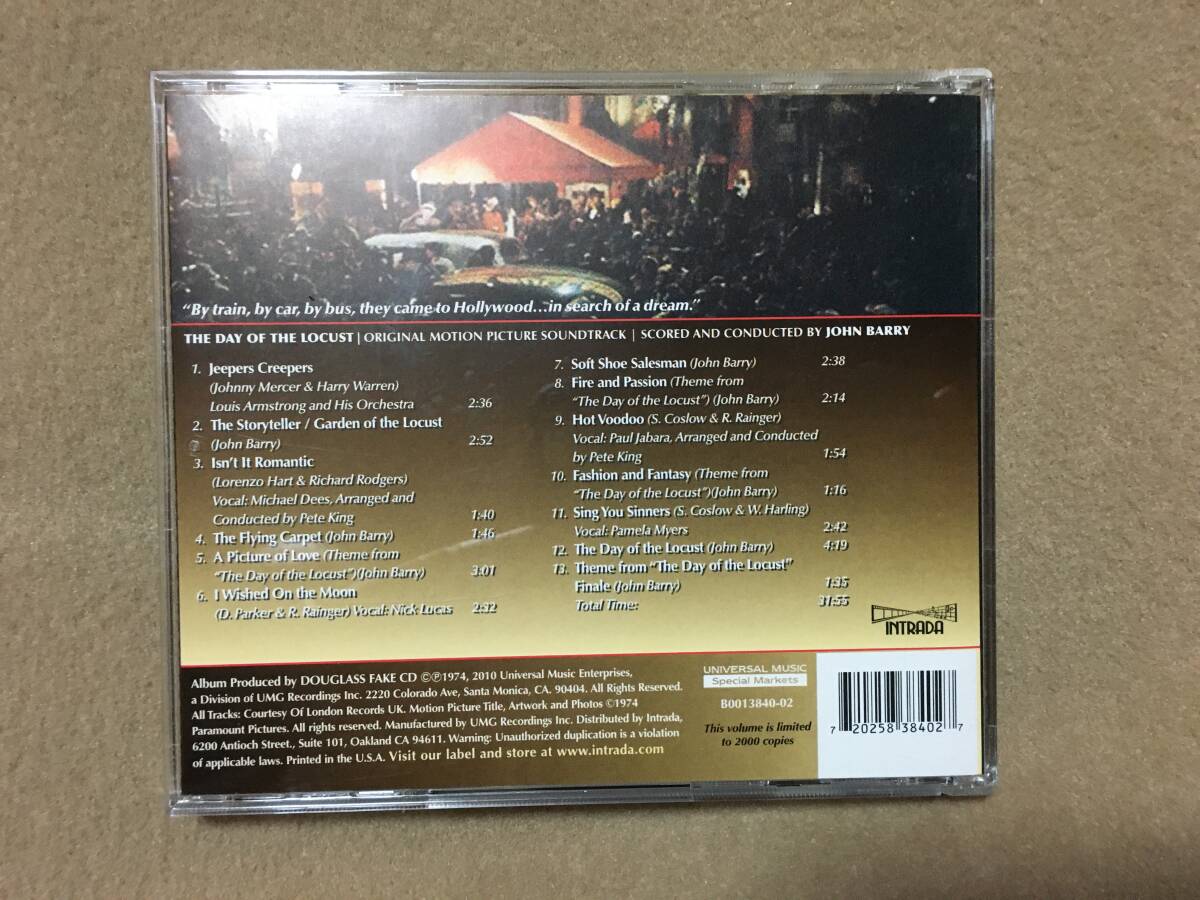 “By train, by car, by bus, they came to Hollywood...in search of a dream.”
THE DAY OF THE LOCUST | ORIGINAL MOTION PICTURE SOUNDTRACK | SCORED AND CONDUCTED BY JOHN BARRY
1. Jeepers Creepers
(Johnny Mercer & Harry Warren)
Louis Armstrong and His Orchestra 2:36
2. The Storyteller / Garden of the Locust
(John Barry) 2:52
3. Isn't It Romantic
(Lorenzo Hart & Richard Rodgers)
Vocal: Michael Dees, Arranged and
Conducted by Pete King 1:40
4. The Flying Carpet (John Barry) 1:46
5. A Picture of Love (Theme from
“The Day of the Locust”)(John Barry) 3:01
6. I Wished On the Moon
(D. Parker & R. Rainger) Vocal: Nick Lucas 2:32
7. Soft Shoe Salesman (John Barry) 2:38
8. Fire and Passion (Theme from
“The Day of the Locust”) (John Barry) 2:14
9. Hot Voodoo (S. Coslow & R. Rainger)
Vocal: Paul Jabara, Arranged and Conducted
by Pete King 1:54
10. Fashion and Fantasy (Theme from
“The Day of the Locust”)(John Barry) 1:16
11. Sing You Sinners (S. Coslow & W. Harling)
Vocal: Pamela Myers 2:42
12. The Day of the Locust (John Barry) 4:19
13. Theme from “The Day of the Locust”
Finale (John Barry) 1:35
Total Time: 31:55
INTRADA
Album Produced by DOUGLASS FAKE CD ©℗1974, 2010 Universal Music Enterprises,
a Division of UMG Recordings Inc. 2220 Colorado Ave, Santa Monica, CA. 90404. All Rights Reserved.
All Tracks: Courtesy Of London Records UK. Motion Picture Title, Artwork and Photos ©1974
Paramount Pictures. All rights reserved. Manufactured by UMG Recordings Inc. Distributed by Intrada,
6200 Antioch Street., Suite 101, Oakland CA 94611. Warning: Unauthorized duplication is a violation
of applicable laws. Printed in the U.S.A. Visit our label and store at www.intrada.com
UNIVERSAL MUSIC
Special Markets
B0013840-02
This volume is limited
to 2000 copies
7 20258 38402 7